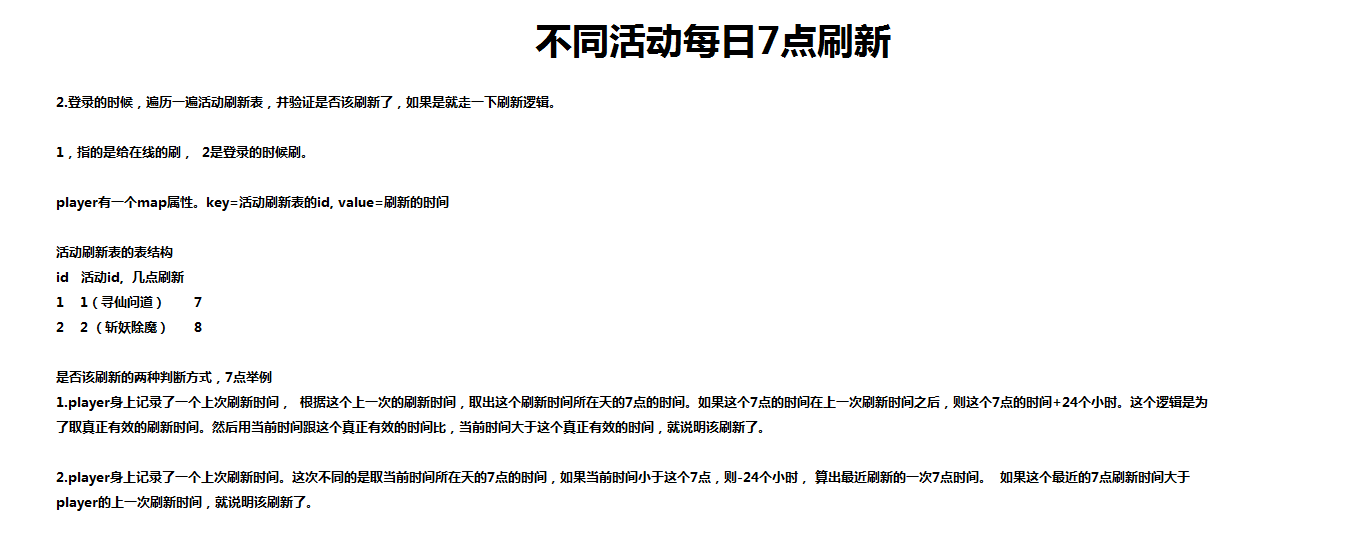 不同活动每日7点刷新
2.登录的时候，遍历一遍活动刷新表，并验证是否该刷新了，如果是就走一下刷新逻辑。
1，指的是给在线的刷， 2是登录的时候刷。
player有一个map属性。key=活动刷新表的id, value=刷新的时间
活动刷新表的表结构
id 活动id, 几点刷新
1 1（寻仙问道） 7
2 2 （斩妖除魔） 8
是否该刷新的两种判断方式，7点举例
1.player身上记录了一个上次刷新时间， 根据这个上一次的刷新时间，取出这个刷新时间所在天的7点的时间。如果这个7点的时间在上一次刷新时间之后，则这个7点的时间+24个小时。这个逻辑是为
了取真正有效的刷新时间。然后用当前时间跟这个真正有效的时间比，当前时间大于这个真正有效的时间，就说明该刷新了。
2.player身上记录了一个上次刷新时间。这次不同的是取当前时间所在天的7点的时间，如果当前时间小于这个7点，则-24个小时， 算出最近刷新的一次7点时间。 如果这个最近的7点刷新时间大于
player的上一次刷新时间，就说明该刷新了。